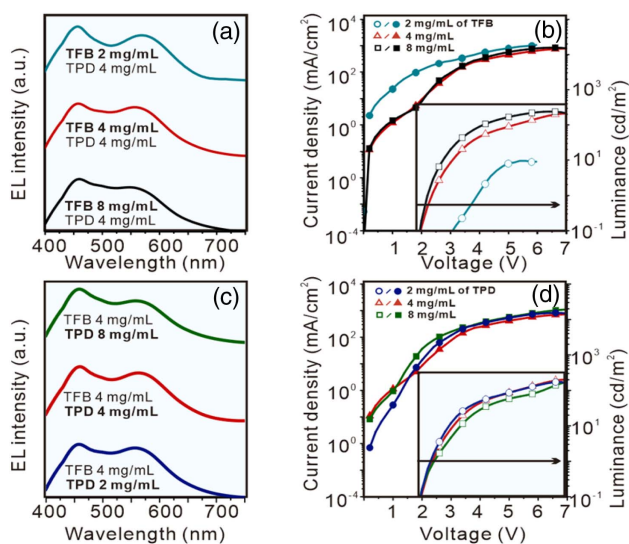 (a)
TFB 2 mg/mL
TPD 4 mg/mL
TFB 4 mg/mL
TPD 4 mg/mL
TFB 8 mg/mL
TPD 4 mg/mL
EL intensity (a.u.)
400 500 600 700
Wavelength (nm)
(b)
2 mg/mL of TFB
4 mg/mL
8 mg/mL
Current density (mA/cm²)
10⁴
10³
10²
10⁰
10⁻²
10⁻⁴
Luminance (cd/m²)
10⁴
10²
10¹
10⁻¹
1 2 3 4 5 6 7
Voltage (V)
(c)
TFB 4 mg/mL
TPD 8 mg/mL
TFB 4 mg/mL
TPD 4 mg/mL
TFB 4 mg/mL
TPD 2 mg/mL
EL intensity (a.u.)
400 500 600 700
Wavelength (nm)
(d)
2 mg/mL of TPD
4 mg/mL
8 mg/mL
Current density (mA/cm²)
10⁴
10³
10²
10⁰
10⁻²
10⁻⁴
Luminance (cd/m²)
10⁴
10²
10¹
10⁻¹
1 2 3 4 5 6 7
Voltage (V)